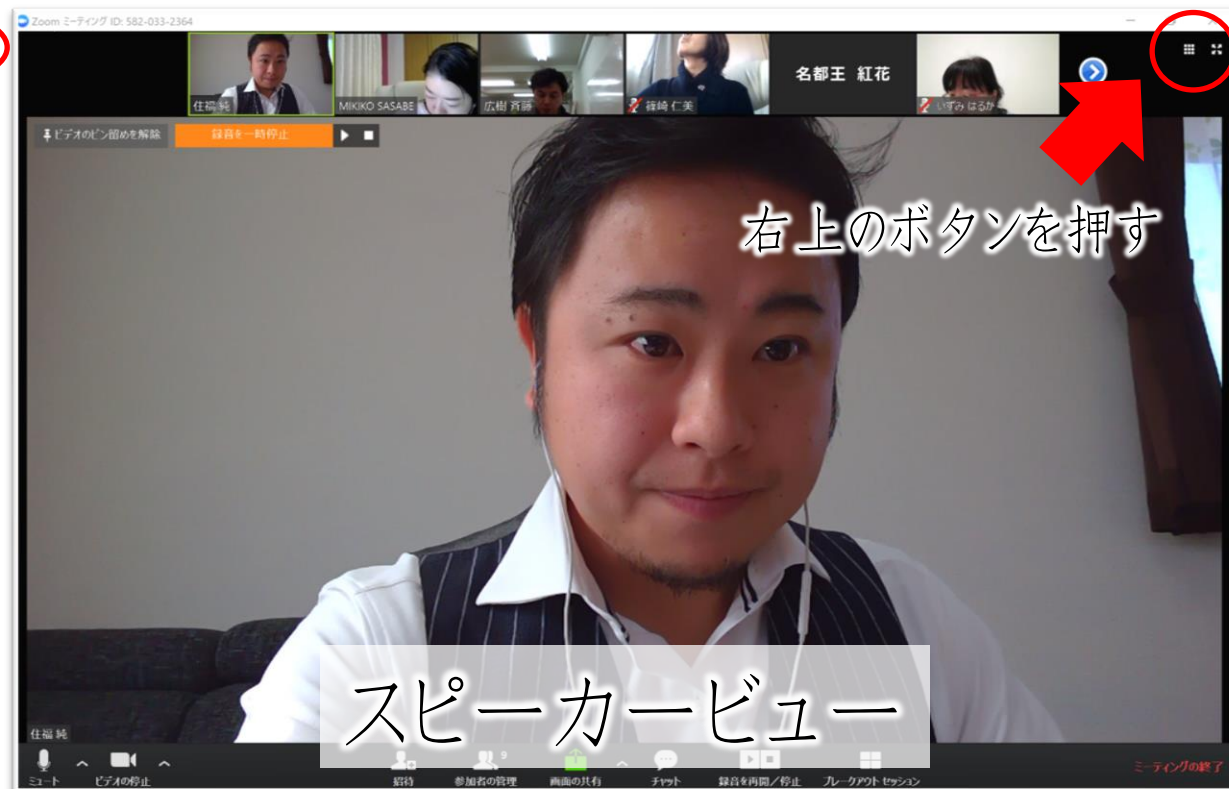 Zoom ミーティング ID: 582-033-2364
住福 純
MIKIKO SASABE
広樹 斉藤
篠崎 仁美
名都王 紅花
いずみ はるか
ビデオのピン留めを解除
録音を一時停止
右上のボタンを押す
スピーカービュー
住福 純
ミュート
ビデオの停止
招待
9
参加者の管理
画面の共有
チャット
録音を再開/停止
ブレークアウト セッション
ミーティングの終了